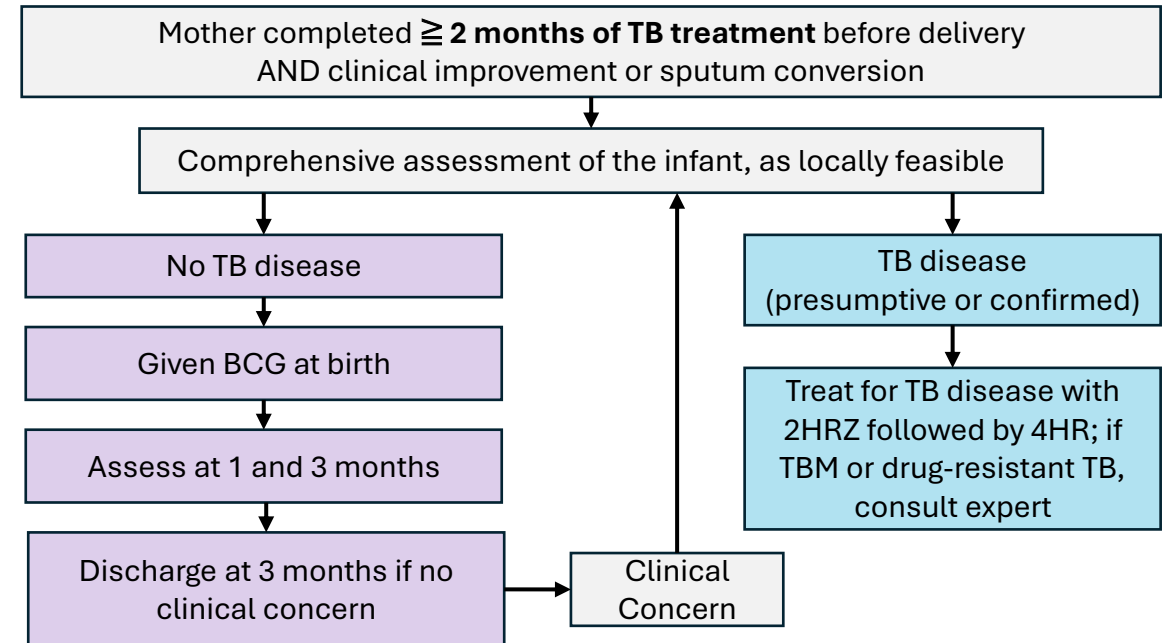 Mother completed ≧ 2 months of TB treatment before delivery
AND clinical improvement or sputum conversion
Comprehensive assessment of the infant, as locally feasible
No TB disease
Given BCG at birth
Assess at 1 and 3 months
Discharge at 3 months if no
clinical concern
Clinical
Concern
TB disease
(presumptive or confirmed)
Treat for TB disease with
2HRZ followed by 4HR; if
TBM or drug-resistant TB,
consult expert